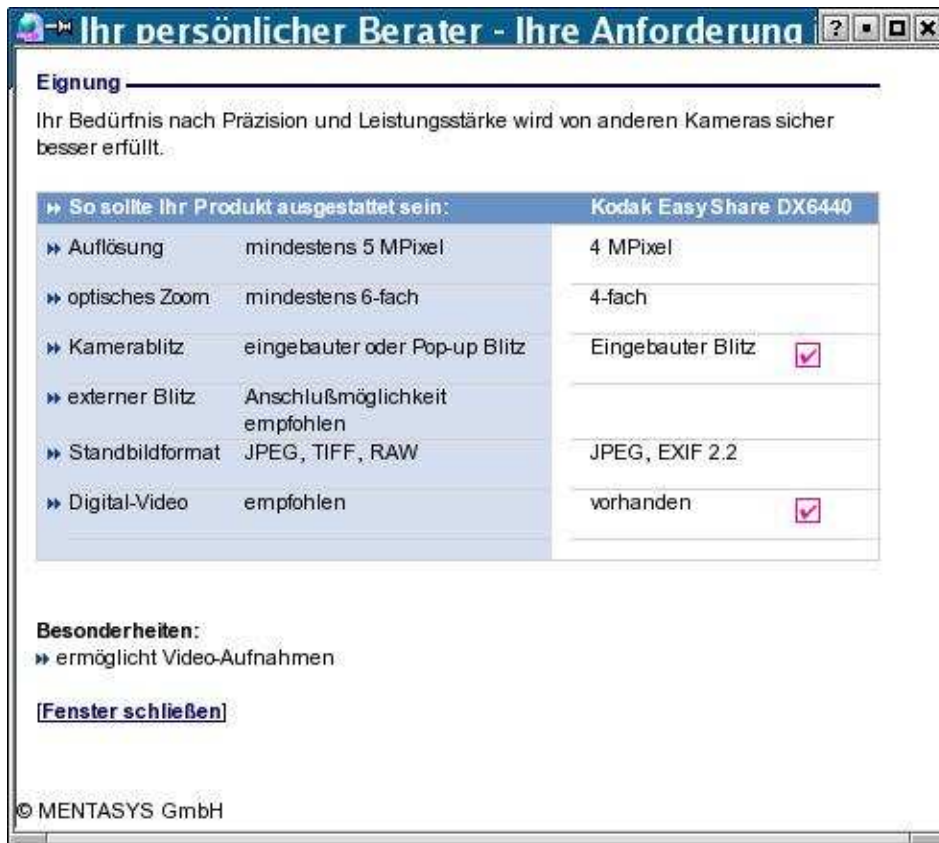 Ihr persönlicher Berater - Ihre Anforderung
Eignung
Ihr Bedürfnis nach Präzision und Leistungsstärke wird von anderen Kameras sicher
besser erfüllt.
So sollte Ihr Produkt ausgestattet sein: Kodak EasyShare DX6440
Auflösung mindestens 5 MPixel 4 MPixel
optisches Zoom mindestens 6-fach 4-fach
Kamerablitz eingebauter oder Pop-up Blitz Eingebauter Blitz
externer Blitz Anschlußmöglichkeit
empfohlen
Standbildformat JPEG, TIFF, RAW JPEG, EXIF 2.2
Digital-Video empfohlen vorhanden
Besonderheiten:
ermöglicht Video-Aufnahmen
[Fenster schließen]
© MENTASYS GmbH